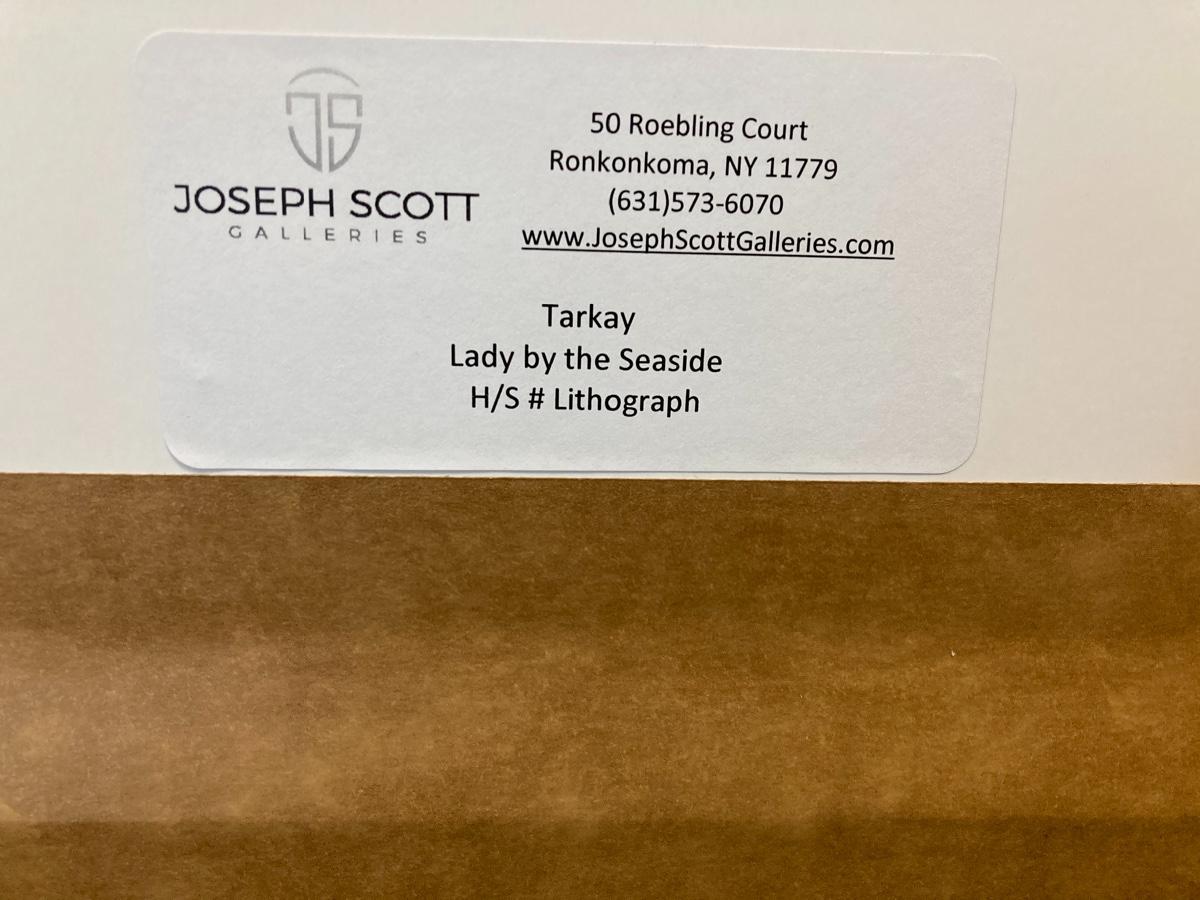 JS
JOSEPH SCOTT
GALLERIES
50 Roebling Court
Ronkonkoma, NY 11779
(631)573-6070
www.JosephScottGalleries.com
Tarkay
Lady by the Seaside
H/S # Lithograph